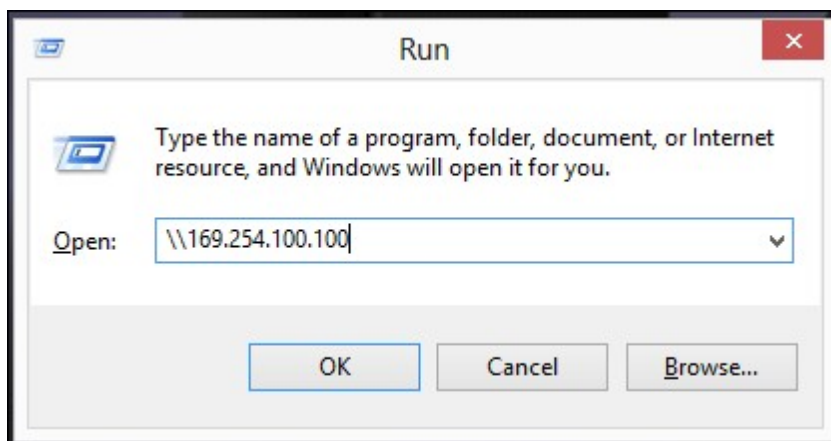 Run
Type the name of a program, folder, document, or Internet
resource, and Windows will open it for you.
Open: \\169.254.100.100
OK Cancel Browse...